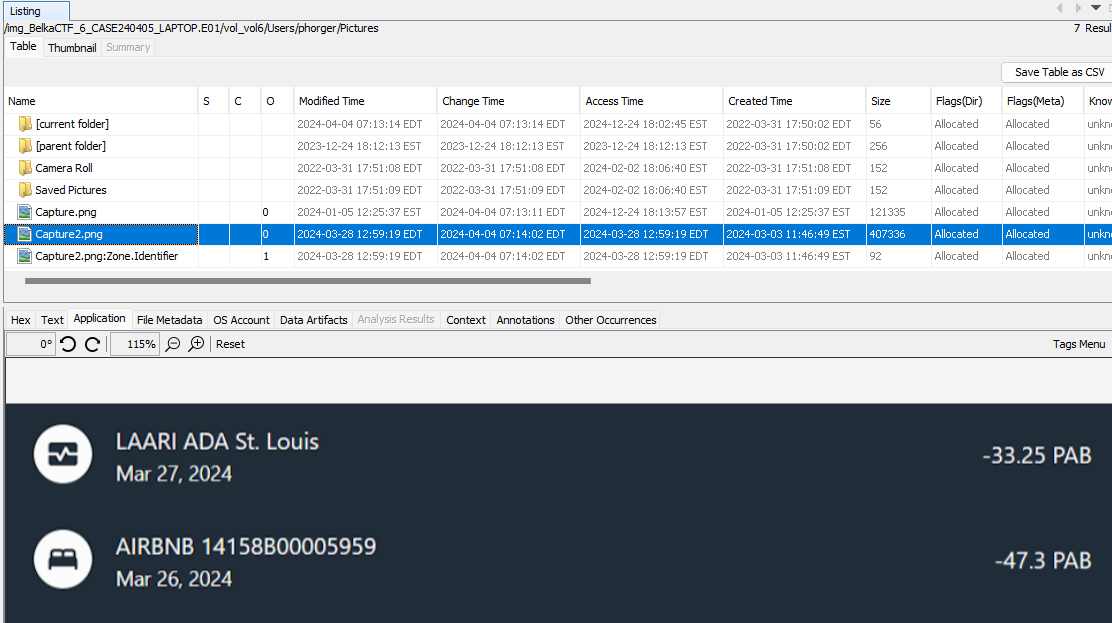 Listing
/img_BelkaCTF_6_CASE240405_LAPTOP.E01/vol_vol6/Users/phorger/Pictures
7 Resul
Table Thumbnail Summary
Save Table as CSV
Name S C O Modified Time Change Time Access Time Created Time Size Flags(Dir) Flags(Meta) Know
[current folder] 2024-04-04 07:13:14 EDT 2024-04-04 07:13:14 EDT 2024-12-24 18:02:45 EST 2022-03-31 17:50:02 EDT 56 Allocated Allocated unkno
[parent folder] 2023-12-24 18:12:13 EST 2023-12-24 18:12:13 EST 2023-12-24 18:12:13 EST 2022-03-31 17:50:02 EDT 256 Allocated Allocated unkno
Camera Roll 2022-03-31 17:51:08 EDT 2022-03-31 17:51:08 EDT 2024-02-02 18:06:40 EST 2022-03-31 17:51:08 EDT 152 Allocated Allocated unkno
Saved Pictures 2022-03-31 17:51:09 EDT 2022-03-31 17:51:09 EDT 2024-02-02 18:06:40 EST 2022-03-31 17:51:09 EDT 152 Allocated Allocated unkno
Capture.png 0 2024-01-05 12:25:37 EST 2024-04-04 07:13:11 EDT 2024-12-24 18:13:57 EST 2024-01-05 12:25:37 EST 121335 Allocated Allocated unkno
Capture2.png 0 2024-03-28 12:59:19 EDT 2024-04-04 07:14:02 EDT 2024-03-28 12:59:19 EDT 2024-03-03 11:46:49 EST 407336 Allocated Allocated unkno
Capture2.png:Zone.Identifier 1 2024-03-28 12:59:19 EDT 2024-04-04 07:14:02 EDT 2024-03-28 12:59:19 EDT 2024-03-03 11:46:49 EST 92 Allocated Allocated unkno
Hex Text Application File Metadata OS Account Data Artifacts Analysis Results Context Annotations Other Occurrences
0° 115% Reset Tags Menu
LAARI ADA St. Louis
Mar 27, 2024
-33.25 PAB
AIRBNB 14158B00005959
Mar 26, 2024
-47.3 PAB